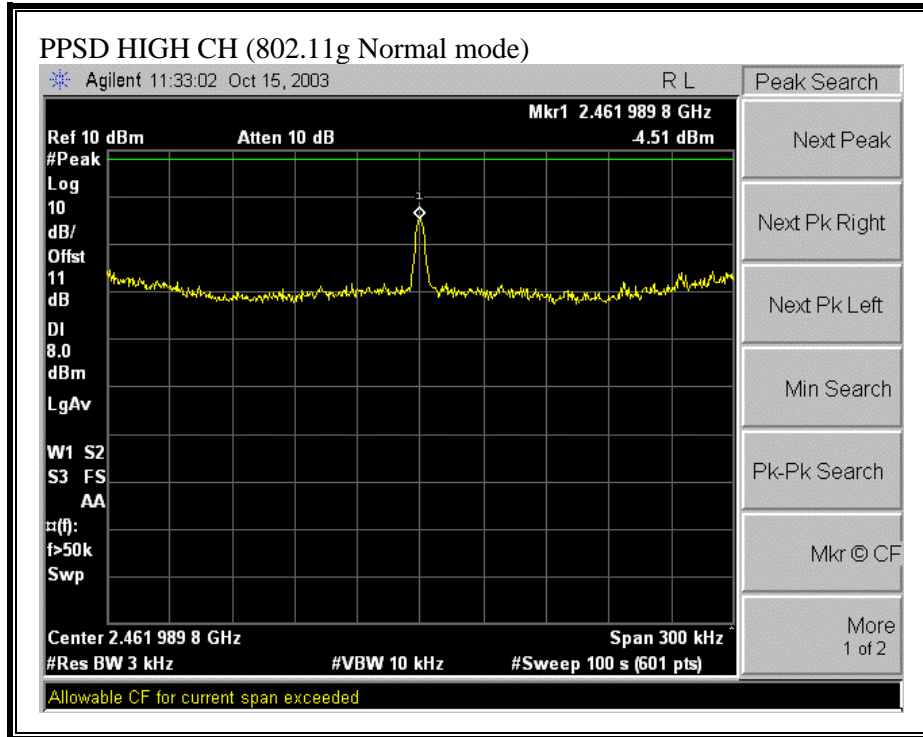 PPSD HIGH CH (802.11g Normal mode)
Agilent 11:33:02 Oct 15, 2003 R L
Peak Search
Mkr1 2.461 989 8 GHz
Ref 10 dBm Atten 10 dB -4.51 dBm
#Peak
Log
10
dB/
Offst
11
dB
DI
8.0
dBm
LgAv
W1 S2
S3 FS
AA
¤(f):
f>50k
Swp
1
Center 2.461 989 8 GHz Span 300 kHz
#Res BW 3 kHz #VBW 10 kHz #Sweep 100 s (601 pts)
Allowable CF for current span exceeded
Next Peak
Next Pk Right
Next Pk Left
Min Search
Pk-Pk Search
Mkr © CF
More
1 of 2